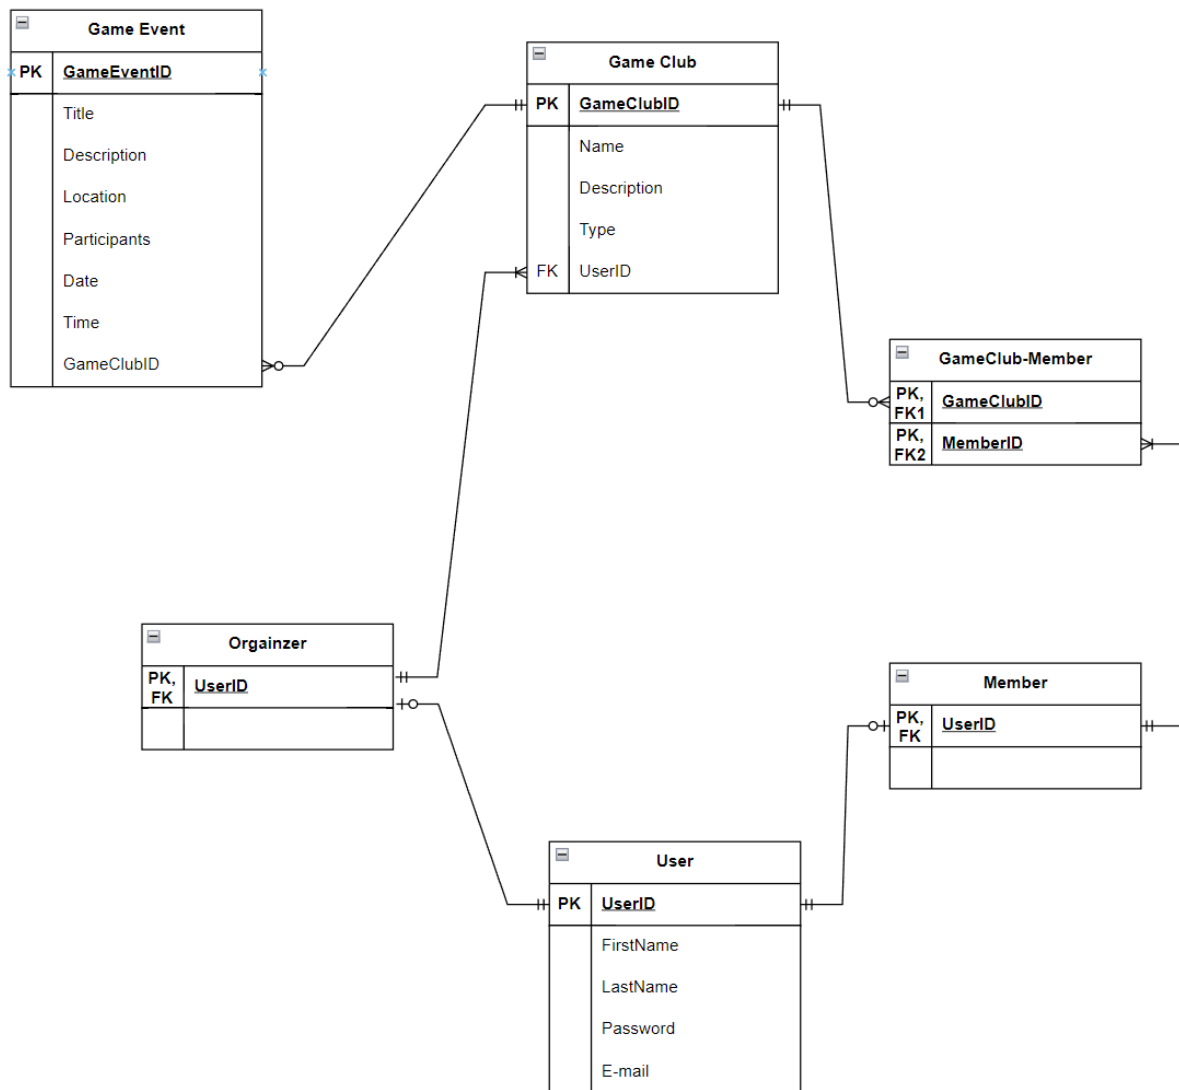 Game Event
PK GameEventID
Title
Description
Location
Participants
Date
Time
GameClubID
Game Club
PK GameClubID
Name
Description
Type
FK UserID
GameClub-Member
PK, FK1 GameClubID
PK, FK2 MemberID
Orgainzer
PK, FK UserID
Member
PK, FK UserID
User
PK UserID
FirstName
LastName
Password
E-mail